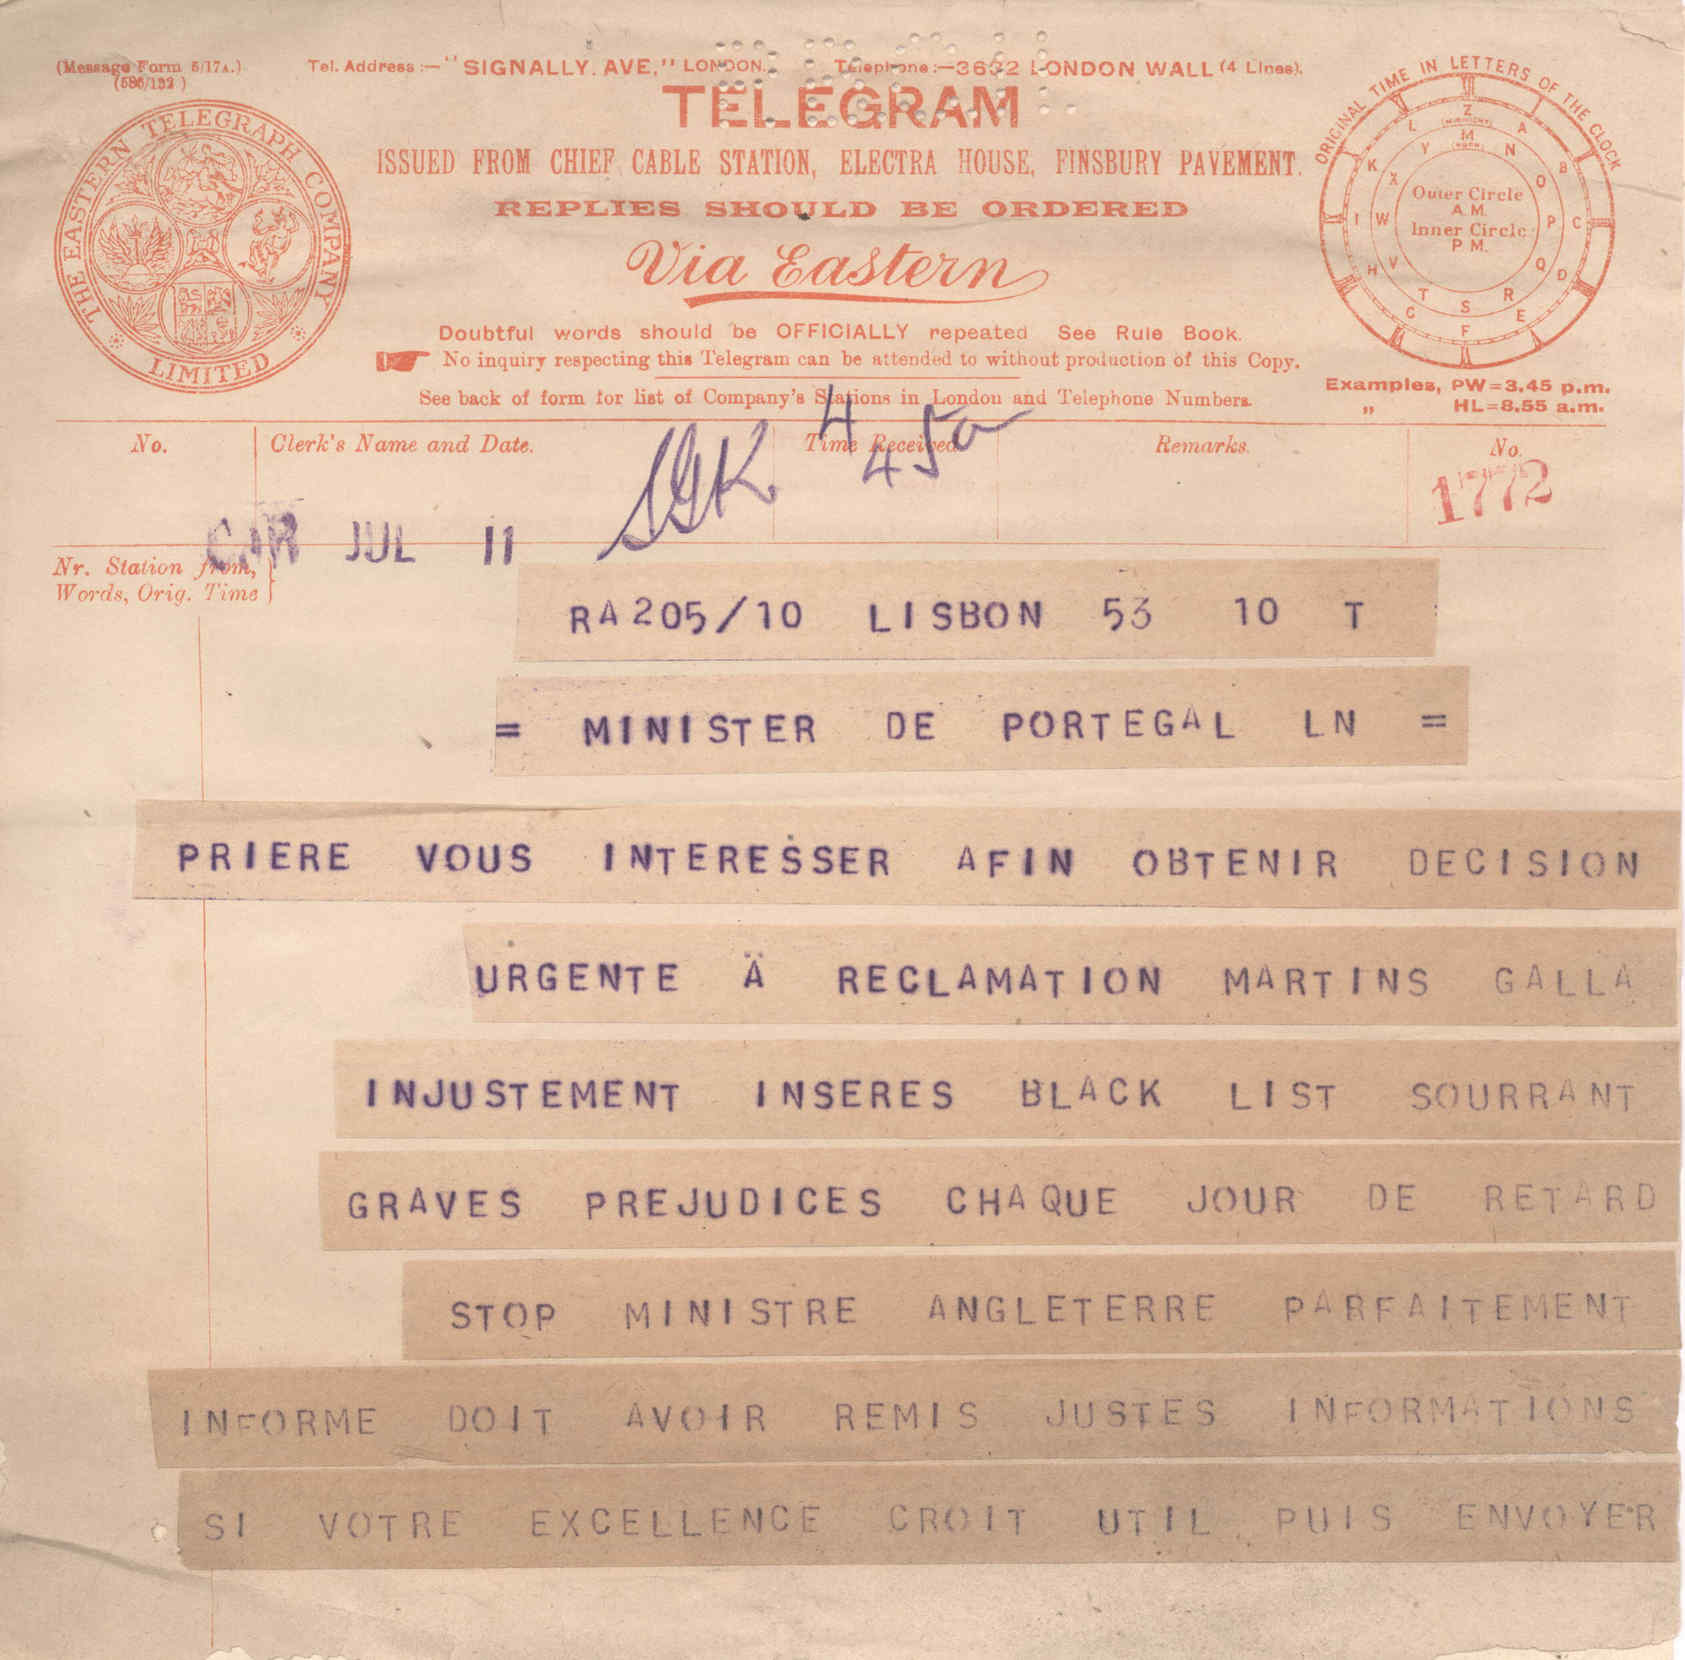 (Message Form 5/17A.)
(586/132)
Tel. Address:—"SIGNALLY. AVE," LONDON. Telephone:—3632 LONDON WALL (4 Lines).
TELEGRAM
ISSUED FROM CHIEF CABLE STATION, ELECTRA HOUSE, FINSBURY PAVEMENT.
REPLIES SHOULD BE ORDERED
Via Eastern
Doubtful words should be OFFICIALLY repeated See Rule Book.
No inquiry respecting this Telegram can be attended to without production of this Copy.
See back of form for list of Company's Stations in London and Telephone Numbers.
THE EASTERN TELEGRAPH COMPANY
LIMITED
ORIGINAL TIME IN LETTERS OF THE CLOCK
Z A B C D E F G H I K L
(MIDNIGHT)
M N O P Q R S T V W X Y
(NOON)
Outer Circle
A.M.
Inner Circle
P.M.
Examples, PW=3.45 p.m.
" HL=8.55 a.m.
No. Clerk's Name and Date. Time Received Remarks. No.
SGK 4 45a
1772
JUL 11
Nr. Station from,
Words, Orig. Time
RA205/10 LISBON 53 10 T
= MINISTER DE PORTEGAL LN =
PRIERE VOUS INTERESSER AFIN OBTENIR DECISION
URGENTE Ä RECLAMATION MARTINS GALLA
INJUSTEMENT INSERES BLACK LIST SOURRANT
GRAVES PREJUDICES CHAQUE JOUR DE RETARD
STOP MINISTRE ANGLETERRE PARFAITEMENT
INFORME DOIT AVOIR REMIS JUSTES INFORMATIONS
SI VOTRE EXCELLENCE CROIT UTIL PUIS ENVOYER